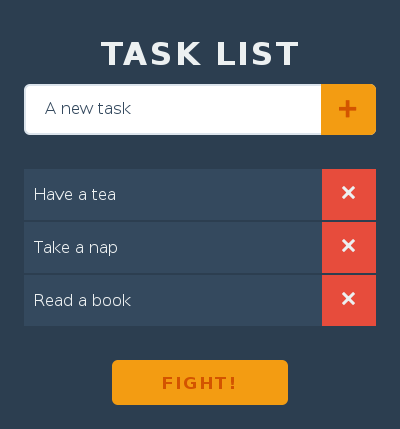 TASK LIST
A new task +
Have a tea ×
Take a nap ×
Read a book ×
FIGHT!